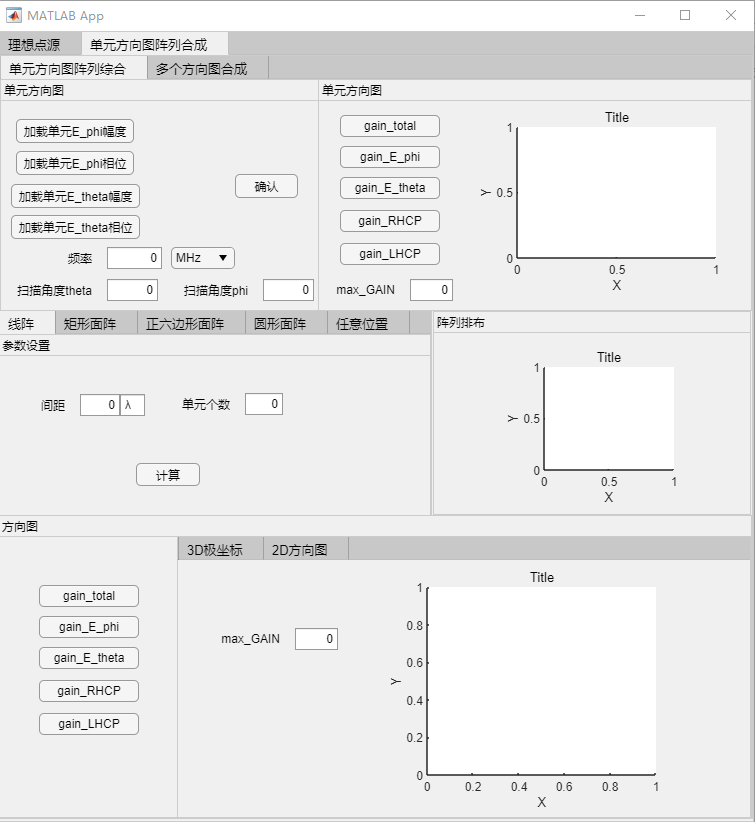 MATLAB App
理想点源 单元方向图阵列合成
单元方向图阵列综合 多个方向图合成
单元方向图
加载单元E_phi幅度
加载单元E_phi相位
加载单元E_theta幅度
加载单元E_theta相位
确认
频率 0 MHz
扫描角度theta 0 扫描角度phi 0
单元方向图
gain_total
gain_E_phi
gain_E_theta
gain_RHCP
gain_LHCP
max_GAIN 0
Title
1
Y 0.5
0
0 0.5 1
X
线阵 矩形面阵 正六边形面阵 圆形面阵 任意位置
参数设置
间距 0 λ 单元个数 0
计算
阵列排布
Title
1
Y 0.5
0
0 0.5 1
X
方向图
gain_total
gain_E_phi
gain_E_theta
gain_RHCP
gain_LHCP
3D极坐标 2D方向图
max_GAIN 0
Title
1
0.8
0.6
Y
0.4
0.2
0
0 0.2 0.4 0.6 0.8 1
X